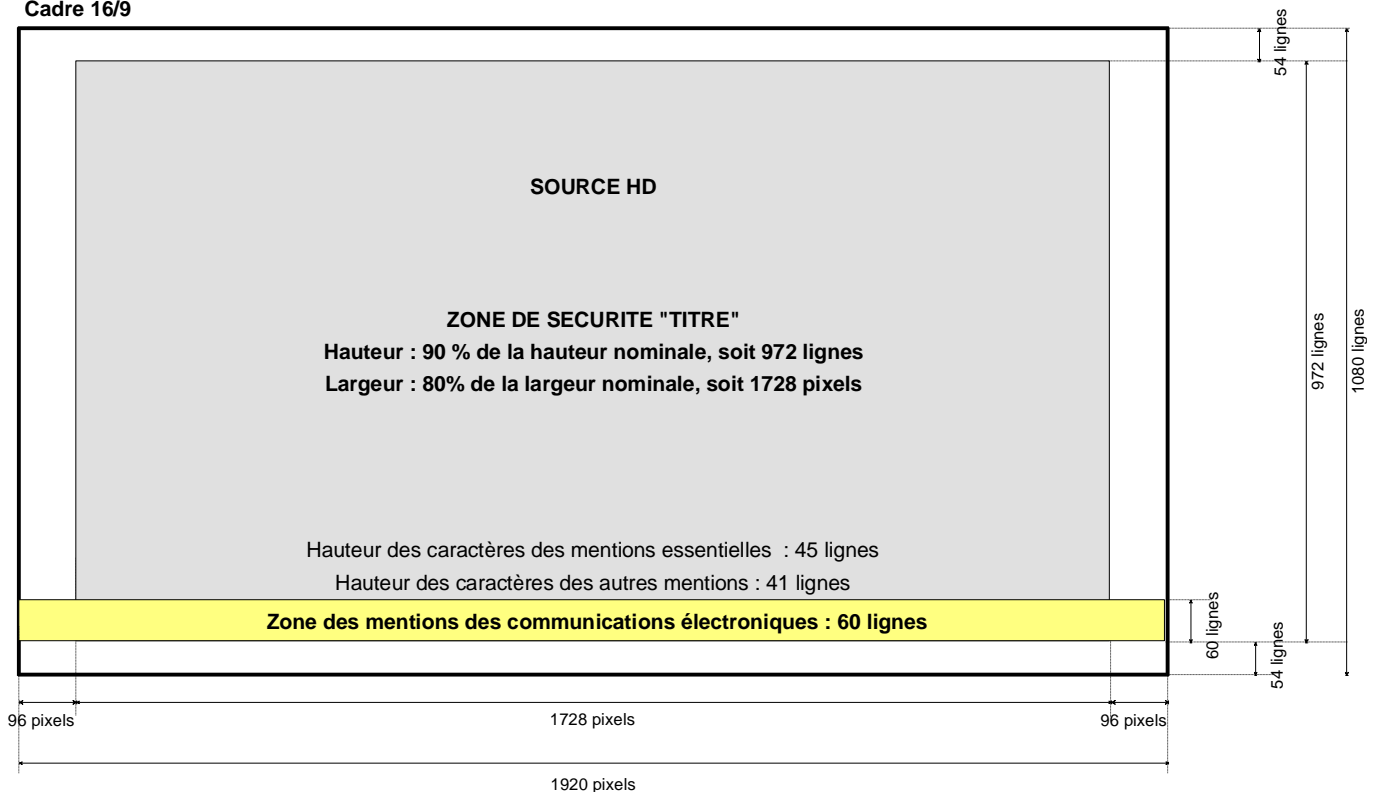 Cadre 16/9
54 lignes
SOURCE HD
ZONE DE SECURITE "TITRE"
Hauteur : 90 % de la hauteur nominale, soit 972 lignes
Largeur : 80% de la largeur nominale, soit 1728 pixels
972 lignes
1080 lignes
Hauteur des caractères des mentions essentielles : 45 lignes
Hauteur des caractères des autres mentions : 41 lignes
Zone des mentions des communications électroniques : 60 lignes
60 lignes
54 lignes
96 pixels
1728 pixels
96 pixels
1920 pixels